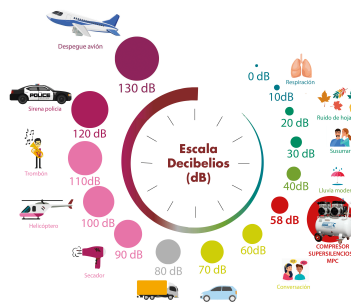 Despegue avión
130 dB
POLICE
Sirena policía
120 dB
Trombón
110dB
Helicoptero
100 dB
Secador
90 dB
80 dB
70 dB
60dB
Conversación
58 dB
COMPRESOR
SUPERSILENCIOS
MPC
40dB
Lluvia moder
30 dB
Susurrar
20 dB
Ruido de hoja
10dB
0 dB
Respiración
Escala
Decibelios
(dB)